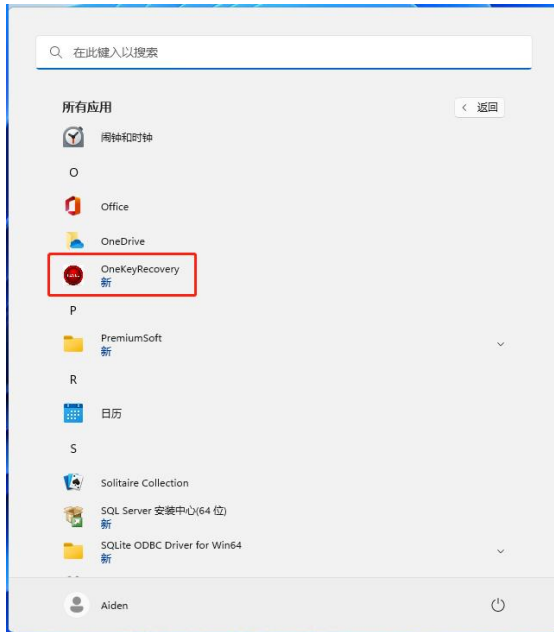 在此键入以搜索
所有应用
返回
闹钟和时钟
O
Office
OneDrive
OneKeyRecovery
新
P
PremiumSoft
新
R
日历
S
Solitaire Collection
SQL Server 安装中心(64 位)
新
SQLite ODBC Driver for Win64
新
Aiden